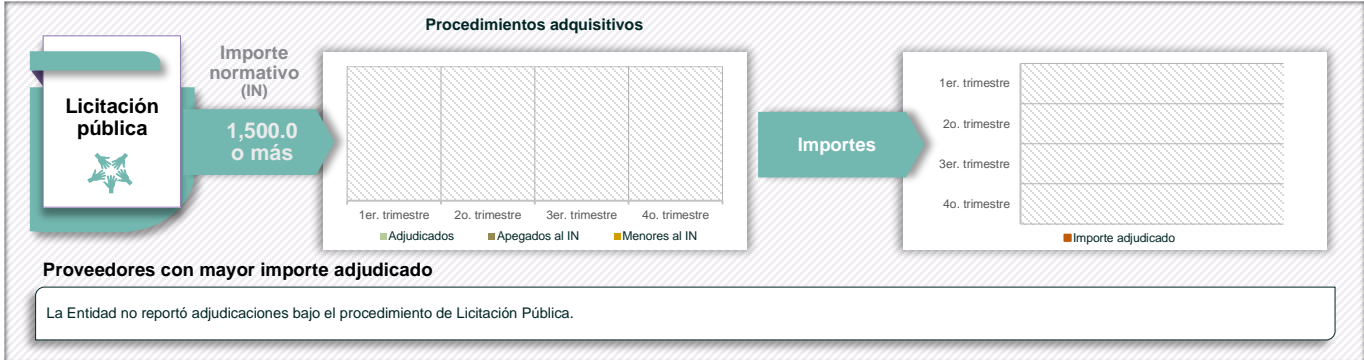 Procedimientos adquisitivos
Licitación
pública
Importe
normativo
(IN)
1,500.0
o más
1er. trimestre 2o. trimestre 3er. trimestre 4o. trimestre
Adjudicados Apegados al IN Menores al IN
Importes
1er. trimestre
2o. trimestre
3er. trimestre
4o. trimestre
Importe adjudicado
Proveedores con mayor importe adjudicado
La Entidad no reportó adjudicaciones bajo el procedimiento de Licitación Pública.